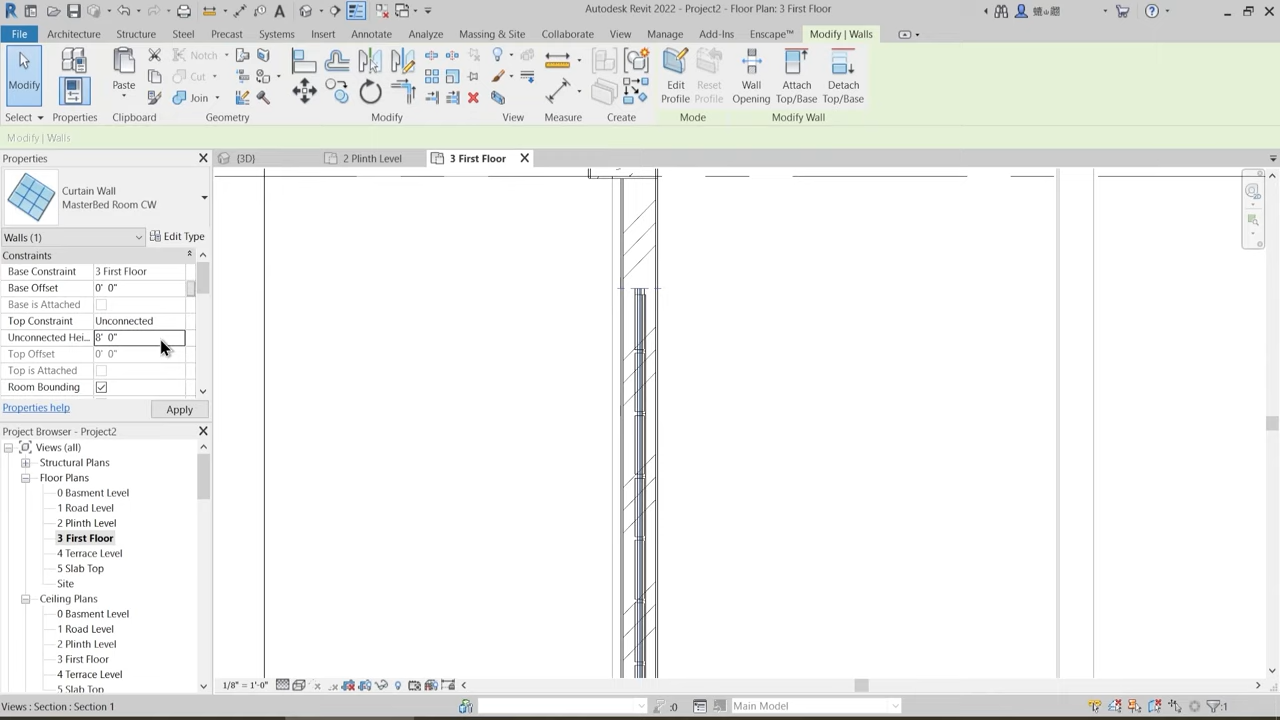 Autodesk Revit 2022 - Project2 - Floor Plan: 3 First Floor
File Architecture Structure Steel Precast Systems Insert Annotate Analyze Massing & Site Collaborate View Manage Add-Ins Enscape™ Modify | Walls
Modify
Paste
Notch
Cut
Join
Edit Profile
Reset Profile
Wall Opening
Attach Top/Base
Detach Top/Base
Select Properties Clipboard Geometry Modify View Measure Create Mode Modify Wall
Modify | Walls
Properties
{3D} 2 Plinth Level 3 First Floor
Curtain Wall
MasterBed Room CW
Walls (1) Edit Type
Constraints
Base Constraint 3 First Floor
Base Offset 0' 0"
Base is Attached
Top Constraint Unconnected
Unconnected Hei... 8' 0"
Top Offset 0' 0"
Top is Attached
Room Bounding
Properties help Apply
Project Browser - Project2
Views (all)
Structural Plans
Floor Plans
0 Basment Level
1 Road Level
2 Plinth Level
3 First Floor
4 Terrace Level
5 Slab Top
Site
Ceiling Plans
0 Basment Level
1 Road Level
2 Plinth Level
3 First Floor
4 Terrace Level
5 Slab Top
1/8" = 1'-0"
Views : Section : Section 1
:0
Main Model
:1